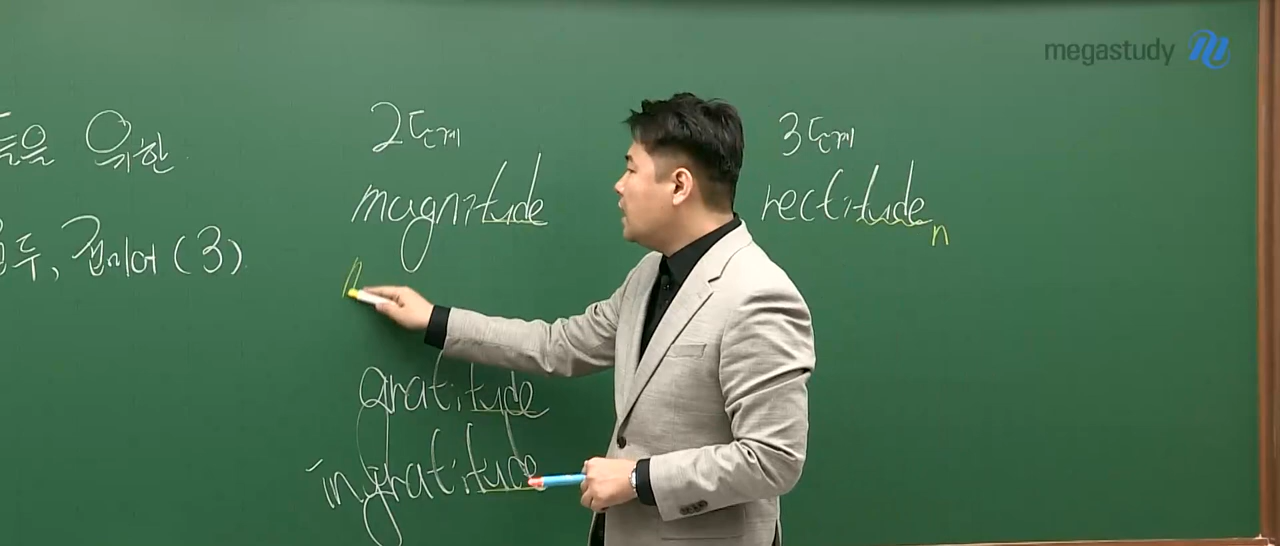 megastudy
들을 위한
두, 접미어 (3)
2단계
magnitude
gratitude
ingratitude
3단계
rectitude
n